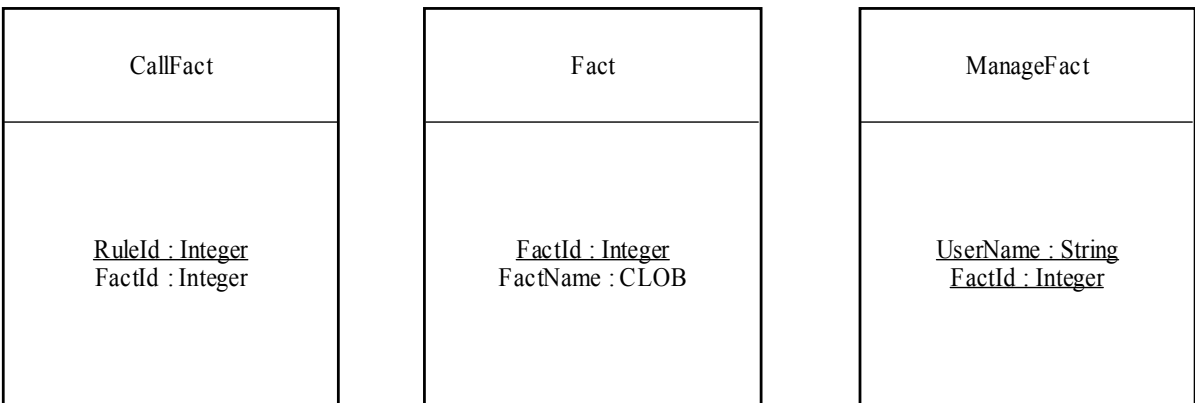 CallFact
RuleId : Integer
FactId : Integer
Fact
FactId : Integer
FactName : CLOB
ManageFact
UserName : String
FactId : Integer